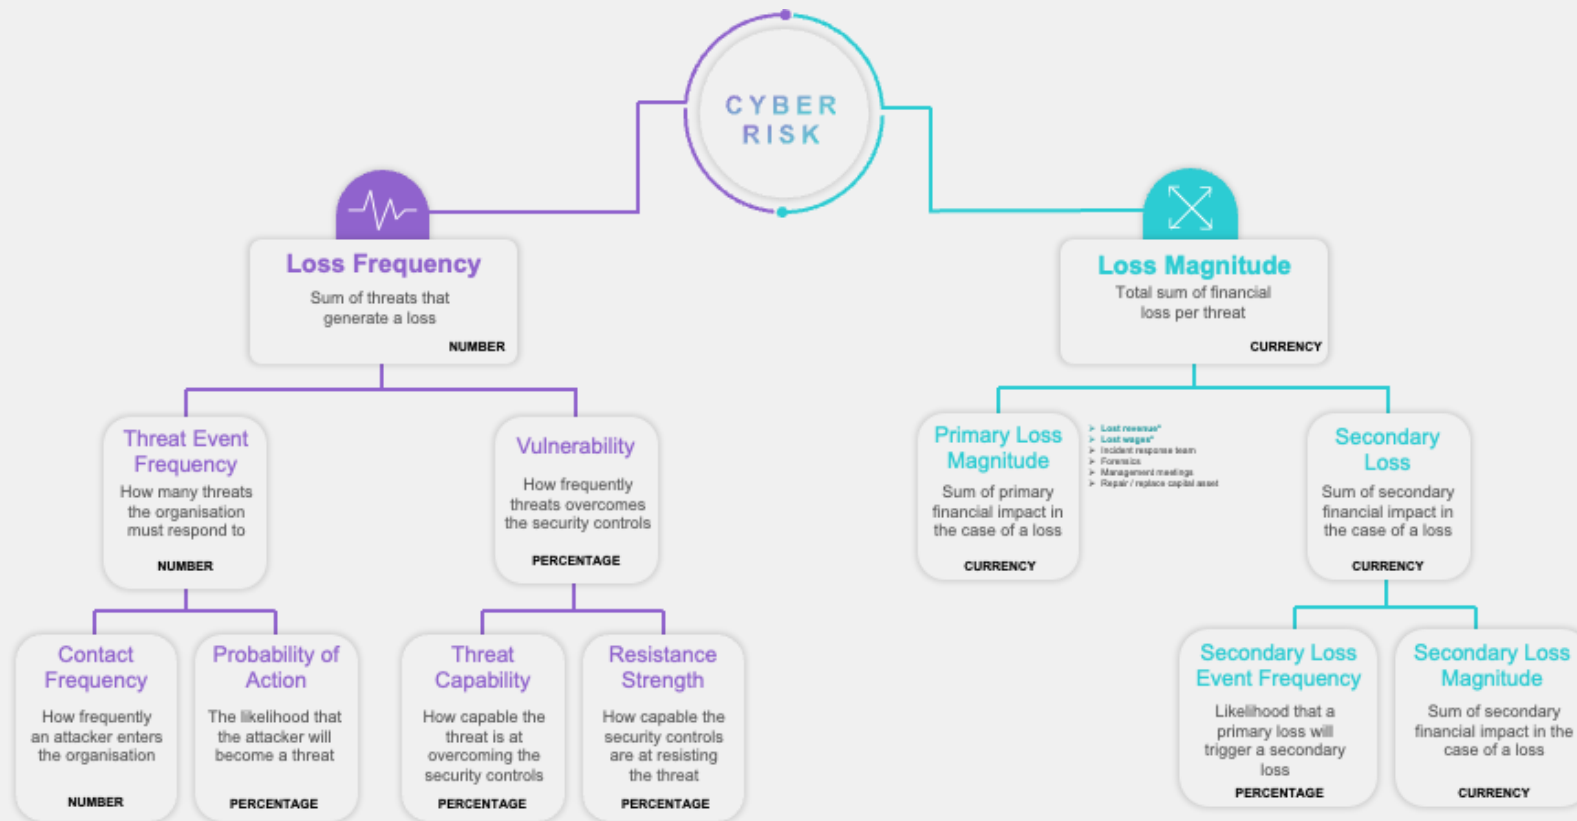 CYBER
RISK
Loss Frequency
Sum of threats that
generate a loss
NUMBER
Loss Magnitude
Total sum of financial
loss per threat
CURRENCY
Threat Event
Frequency
How many threats
the organisation
must respond to
NUMBER
Vulnerability
How frequently
threats overcomes
the security controls
PERCENTAGE
Primary Loss
Magnitude
Sum of primary
financial impact in
the case of a loss
CURRENCY
➢ Lost revenue*
➢ Lost wages*
➢ Incident response team
➢ Forensics
➢ Management meetings
➢ Repair / replace capital asset
Secondary
Loss
Sum of secondary
financial impact in
the case of a loss
CURRENCY
Contact
Frequency
How frequently
an attacker enters
the organisation
NUMBER
Probability of
Action
The likelihood that
the attacker will
become a threat
PERCENTAGE
Threat
Capability
How capable the
threat is at
overcoming the
security controls
PERCENTAGE
Resistance
Strength
How capable the
security controls
are at resisting
the threat
PERCENTAGE
Secondary Loss
Event Frequency
Likelihood that a
primary loss will
trigger a secondary
loss
PERCENTAGE
Secondary Loss
Magnitude
Sum of secondary
financial impact in the
case of a loss
CURRENCY